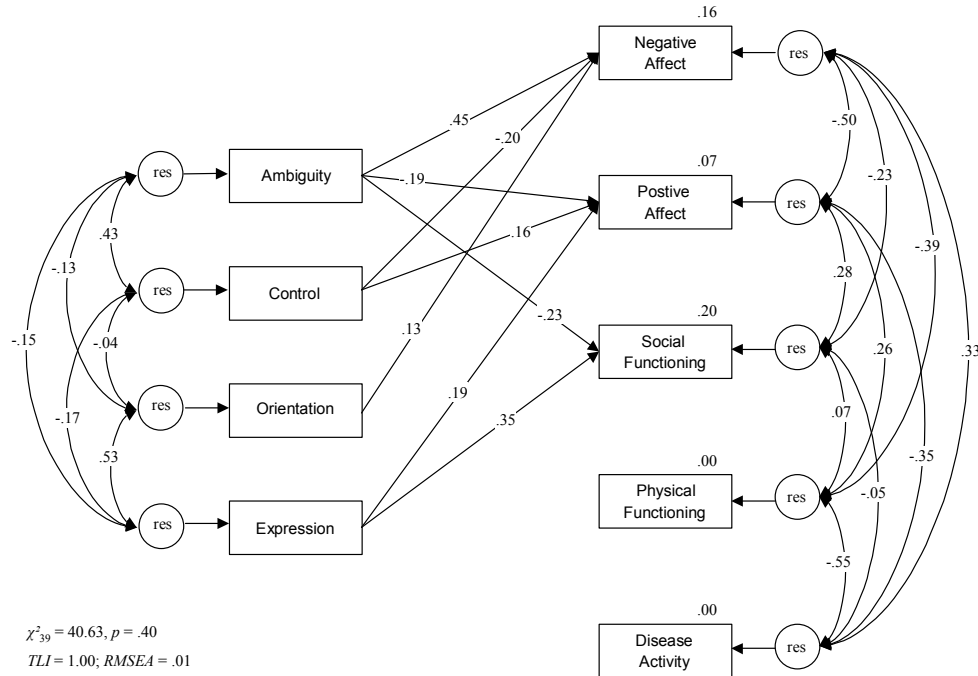 .16
Negative
Affect
res
.45
-.20
-.50
.07
res
Ambiguity
-.19
Postive
Affect
res
-.23
.43
.16
-.39
-.13
res
Control
.28
.13
-.23
.20
-.15
-.04
Social
Functioning
res
.26
.33
.19
res
Orientation
-.17
.35
.07
-.35
.53
.00
res
Expression
Physical
Functioning
res
-.05
-.55
.00
χ²39 = 40.63, p = .40
Disease
Activity
res
TLI = 1.00; RMSEA = .01